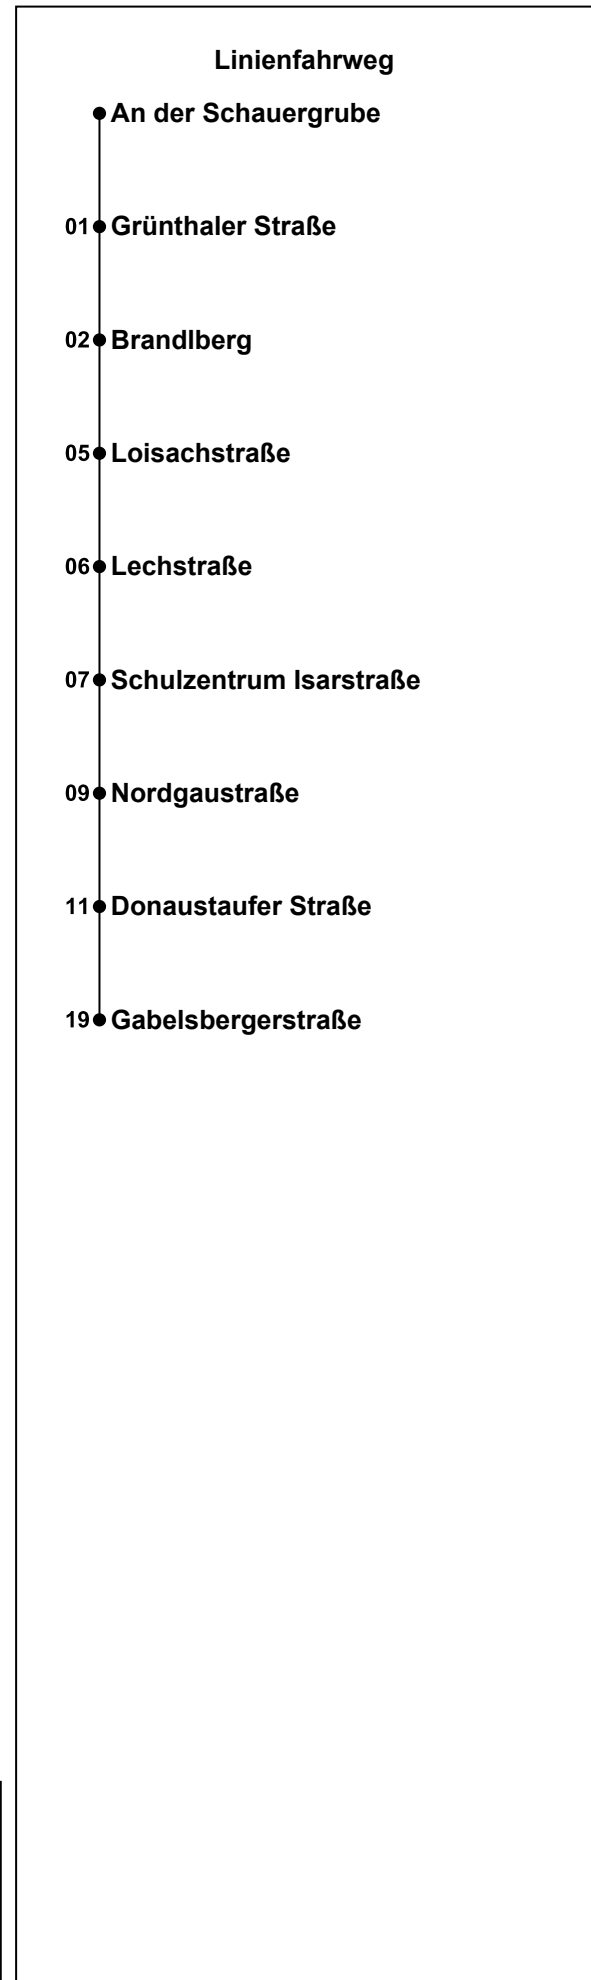 Linienfahrweg
An der Schauergrube
01 Grünthaler Straße
02 Brandlberg
05 Loisachstraße
06 Lechstraße
07 Schulzentrum Isarstraße
09 Nordgaustraße
11 Donaustaufer Straße
19 Gabelsbergerstraße